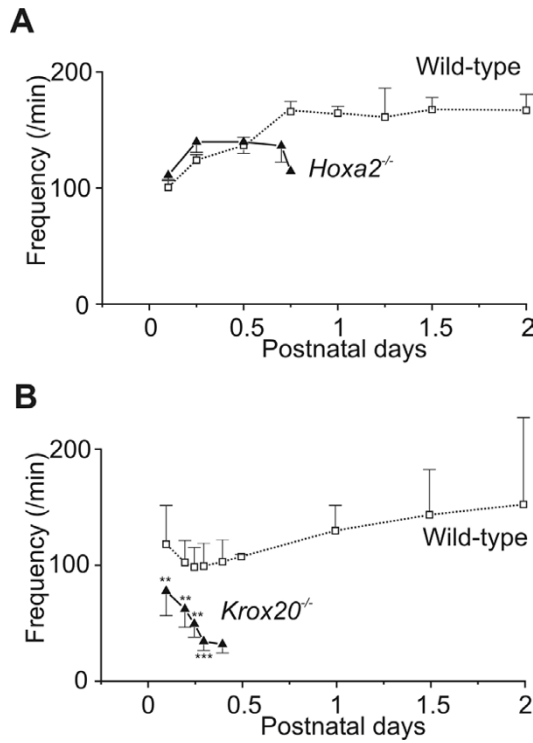 A
200
Wild-type
Frequency (/min)
Hoxa2-/-
100
0
0 0.5 1 1.5 2
Postnatal days
B
200
Frequency (/min)
Wild-type
100
** ** **
Krox20-/-
***
0
0 0.5 1 1.5 2
Postnatal days